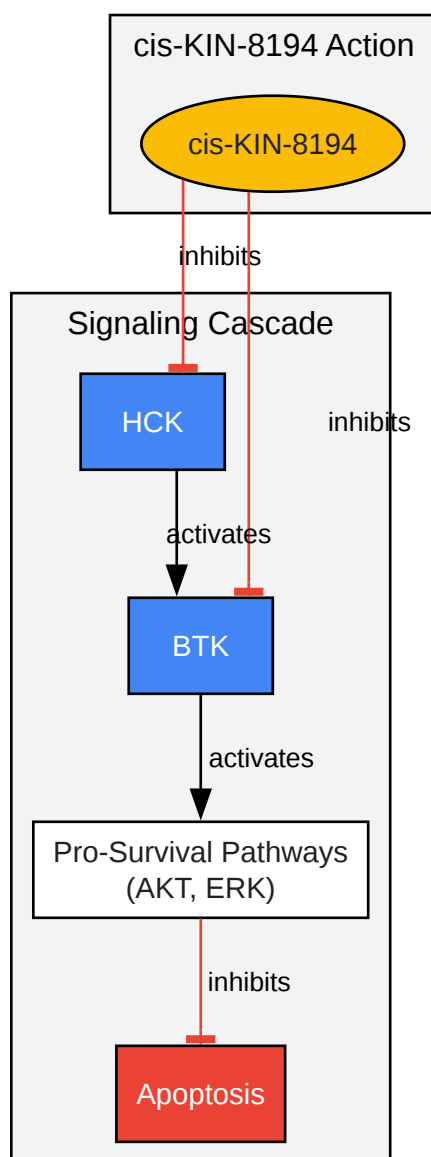 cis-KIN-8194 Action
cis-KIN-8194
inhibits
Signaling Cascade
HCK
inhibits
activates
BTK
activates
Pro-Survival Pathways
(AKT, ERK)
inhibits
Apoptosis